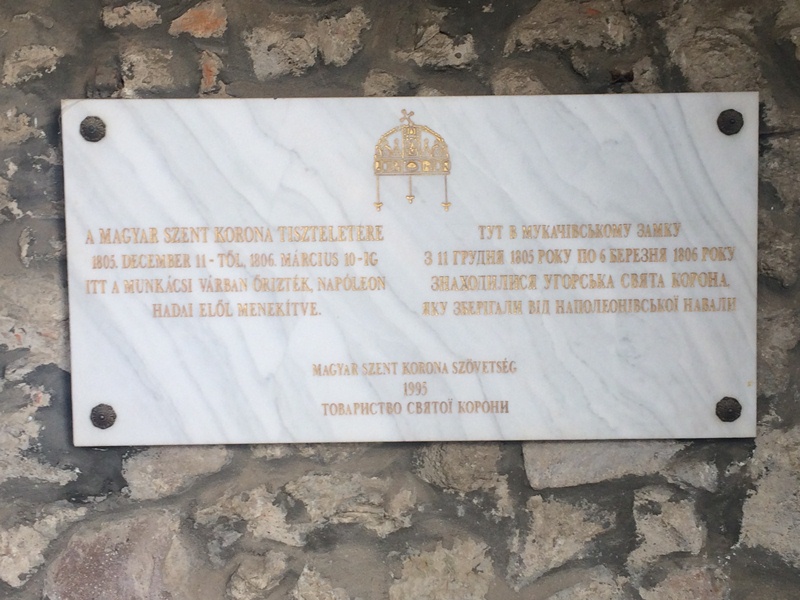 A MAGYAR SZENT KORONA TISZTELETÉRE
1805. DECEMBER 11 - TŐL, 1806. MÁRCIUS 10 - IG
ITT A MUNKÁCSI VÁRBAN ŐRIZTÉK, NAPÓLEON
HADAI ELŐL MENEKÍTVE.
ТУТ В МУКАЧІВСЬКОМУ ЗАМКУ
З 11 ГРУДНЯ 1805 РОКУ ПО 6 БЕРЕЗНЯ 1806 РОКУ
ЗНАХОДИЛИСЯ УГОРСЬКА СВЯТА КОРОНА,
ЯКУ ЗБЕРІГАЛИ ВІД НАПОЛЕОНІВСЬКОЇ НАВАЛИ
MAGYAR SZENT KORONA SZÖVETSÉG
1995
ТОВАРИСТВО СВЯТОЇ КОРОНИ